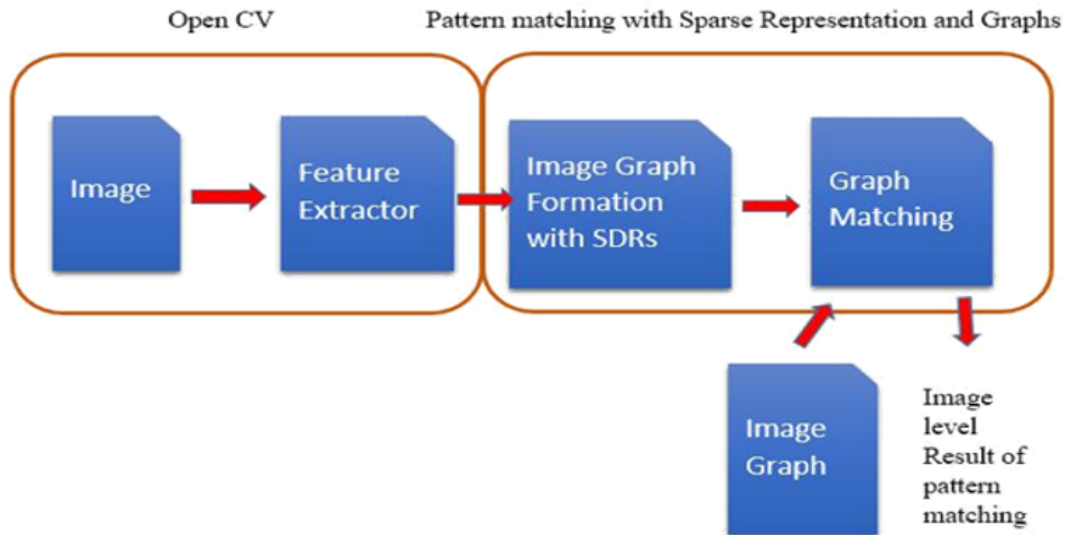 Open CV
Pattern matching with Sparse Representation and Graphs
Image
Feature
Extractor
Image Graph
Formation
with SDRs
Graph
Matching
Image
Graph
Image
level
Result of
pattern
matching